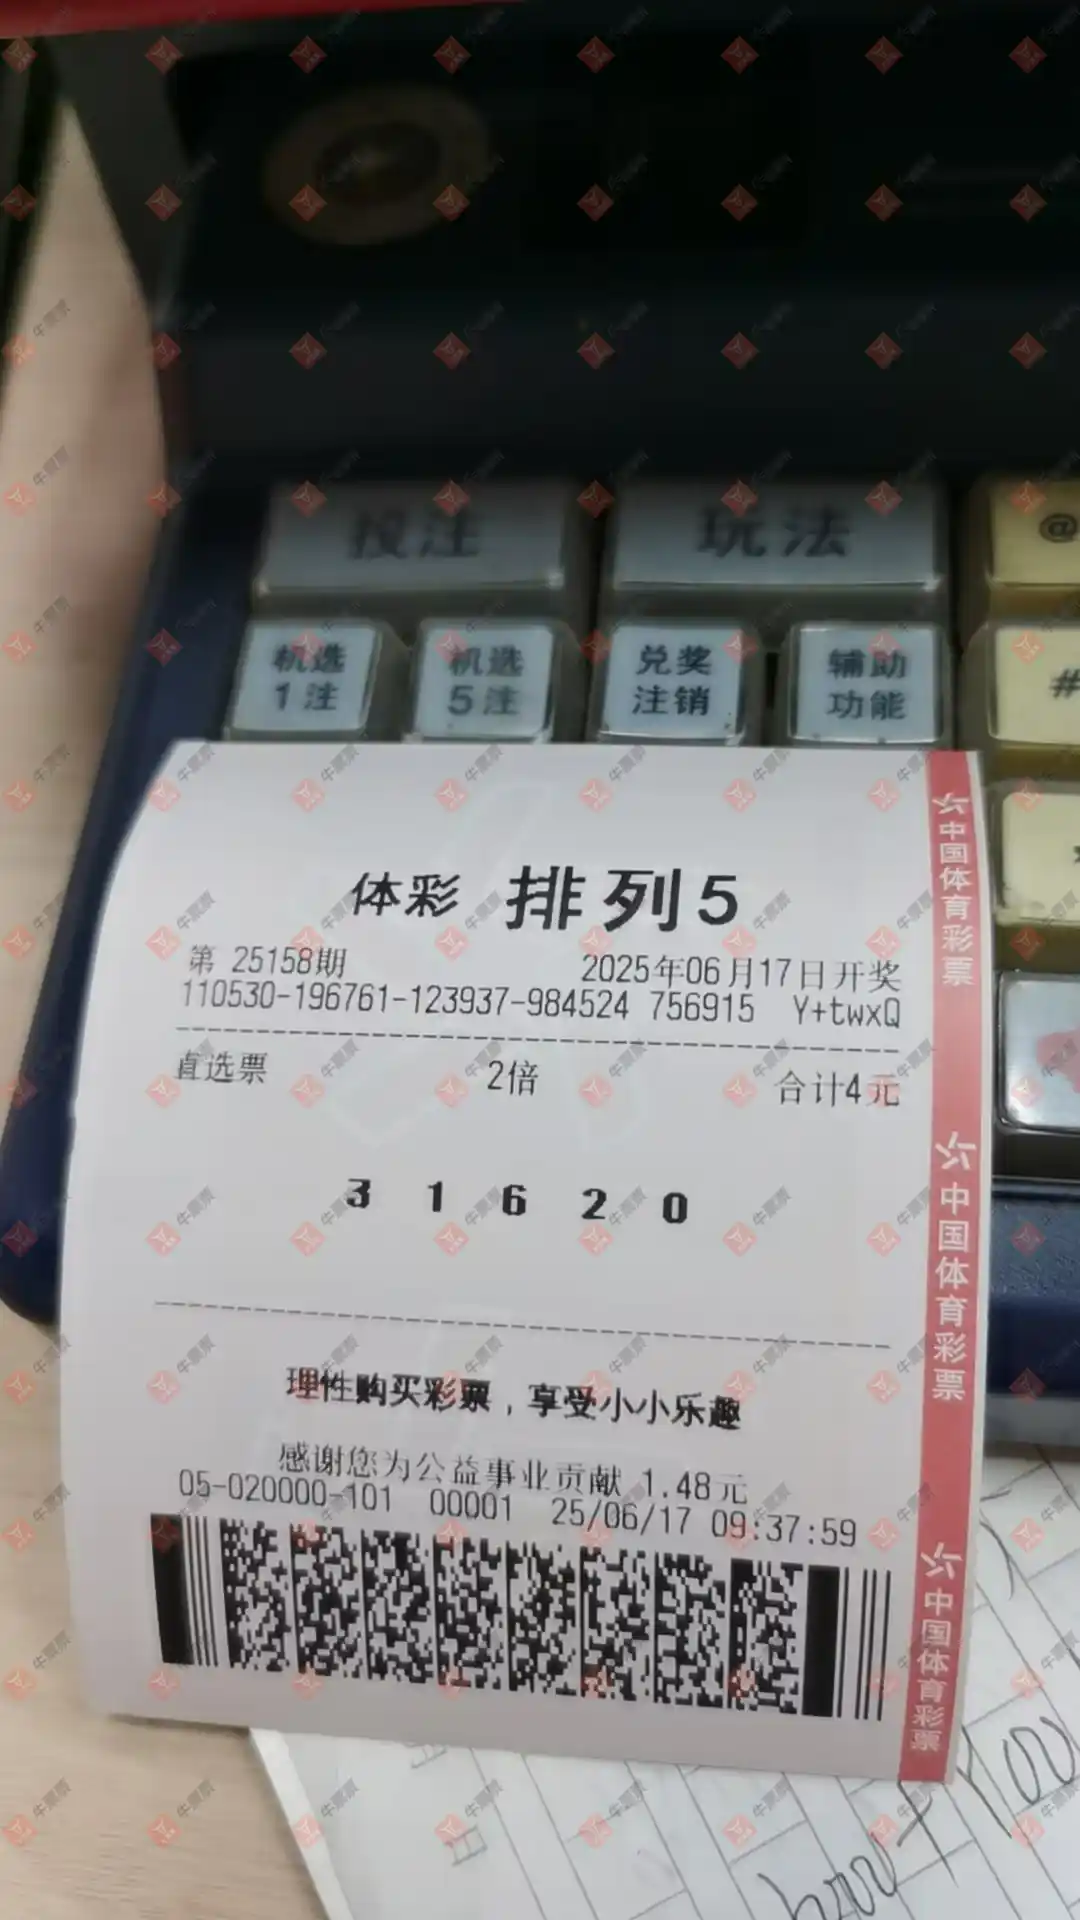 投注 玩法 @
机选 机选 兑奖 辅助 #
1注 5注 注销 功能
体彩 排列5
第 25158期 2025年06月17日开奖
110530-196761-123937-984524 756915 Y+twxQ
直选票 2倍 合计4元
3 1 6 2 0
理性购买彩票，享受小小乐趣
感谢您为公益事业贡献 1.48元
05-020000-101 00001 25/06/17 09:37:59
中国体育彩票
中国体育彩票
中国体育彩票
牛票票